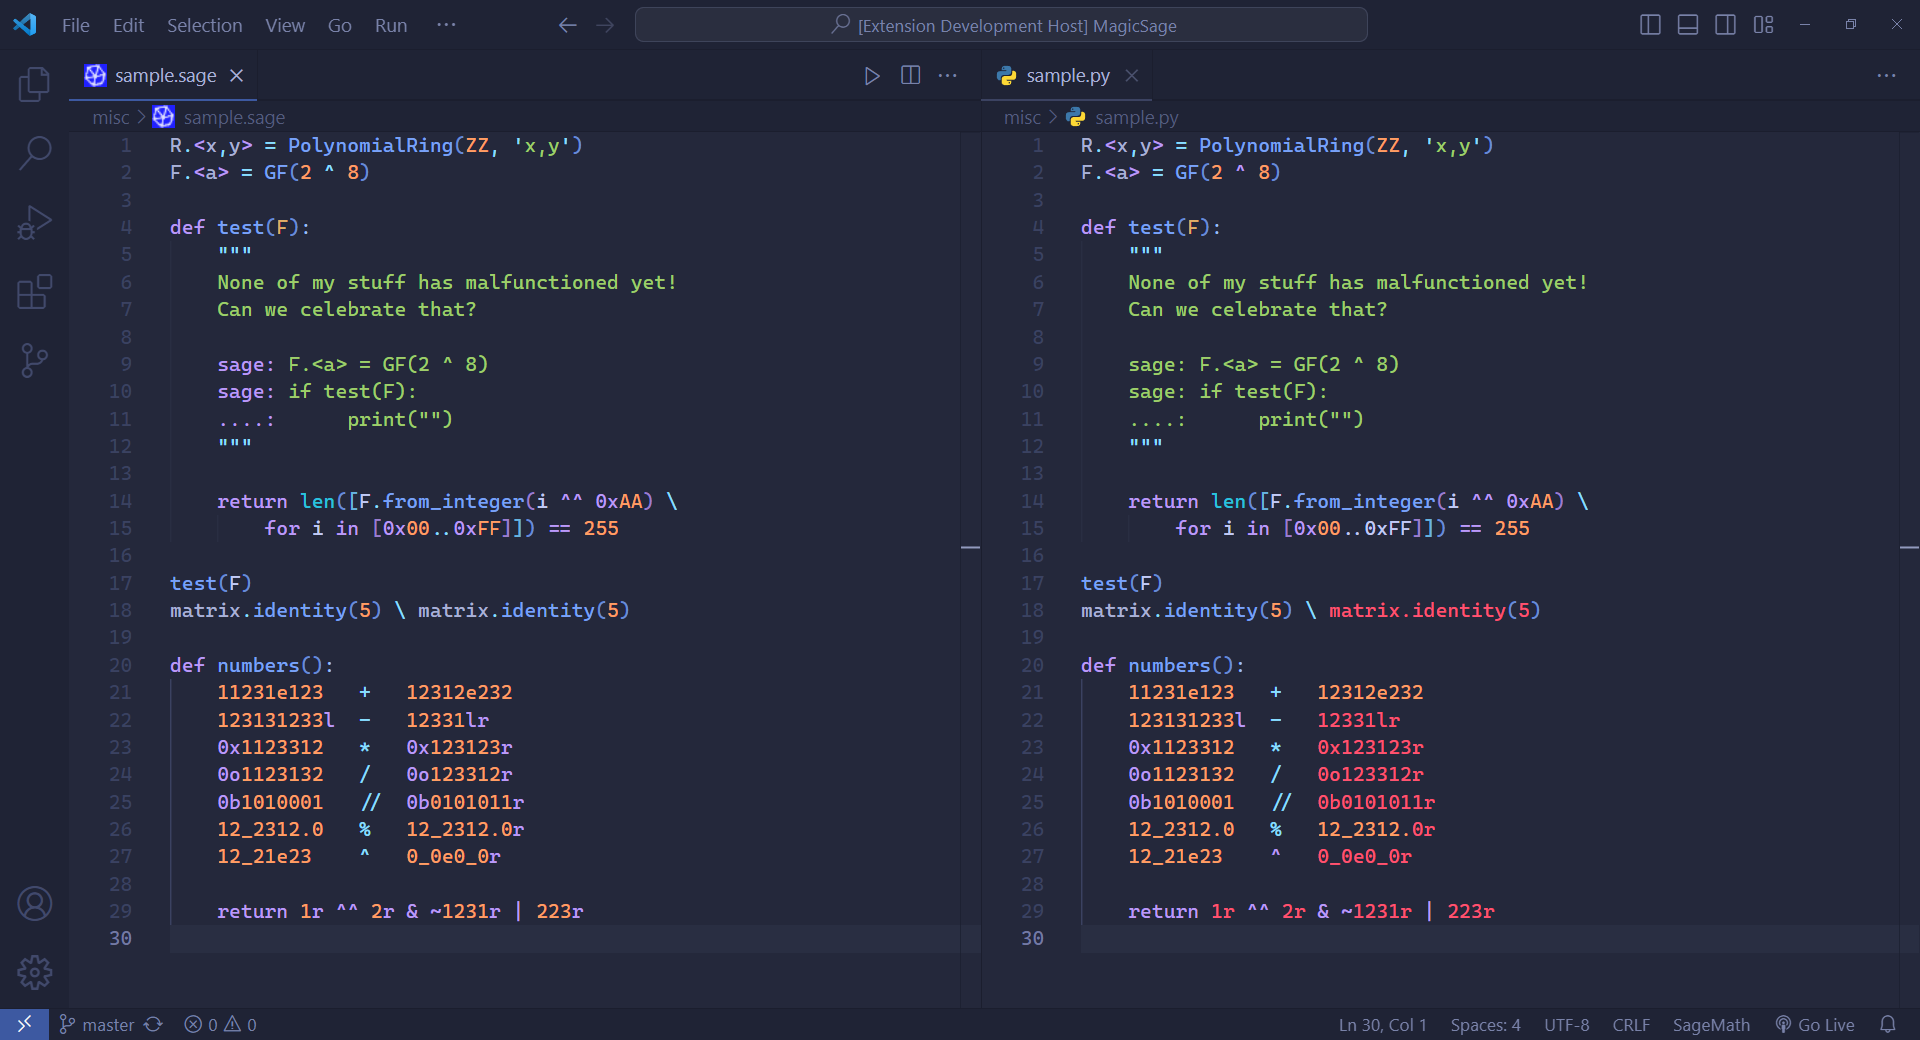 File Edit Selection View Go Run ···
[Extension Development Host] MagicSage
sample.sage
misc > sample.sage
1 R.<x,y> = PolynomialRing(ZZ, 'x,y')
2 F.<a> = GF(2 ^ 8)
3
4 def test(F):
5     """
6     None of my stuff has malfunctioned yet!
7     Can we celebrate that?
8
9     sage: F.<a> = GF(2 ^ 8)
10     sage: if test(F):
11     ....:      print("")
12     """
13
14     return len([F.from_integer(i ^^ 0xAA) \
15         for i in [0x00..0xFF]]) == 255
16
17 test(F)
18 matrix.identity(5) \ matrix.identity(5)
19
20 def numbers():
21     11231e123   +   12312e232
22     123131233l  -   12331lr
23     0x1123312   *   0x123123r
24     0o1123132   /   0o123312r
25     0b1010001   //  0b0101011r
26     12_2312.0   %   12_2312.0r
27     12_21e23    ^   0_0e0_0r
28
29     return 1r ^^ 2r & ~1231r | 223r
30
sample.py
misc > sample.py
1 R.<x,y> = PolynomialRing(ZZ, 'x,y')
2 F.<a> = GF(2 ^ 8)
3
4 def test(F):
5     """
6     None of my stuff has malfunctioned yet!
7     Can we celebrate that?
8
9     sage: F.<a> = GF(2 ^ 8)
10     sage: if test(F):
11     ....:      print("")
12     """
13
14     return len([F.from_integer(i ^^ 0xAA) \
15         for i in [0x00..0xFF]]) == 255
16
17 test(F)
18 matrix.identity(5) \ matrix.identity(5)
19
20 def numbers():
21     11231e123   +   12312e232
22     123131233l  -   12331lr
23     0x1123312   *   0x123123r
24     0o1123132   /   0o123312r
25     0b1010001   //  0b0101011r
26     12_2312.0   %   12_2312.0r
27     12_21e23    ^   0_0e0_0r
28
29     return 1r ^^ 2r & ~1231r | 223r
30
master 0 0 Ln 30, Col 1 Spaces: 4 UTF-8 CRLF SageMath Go Live